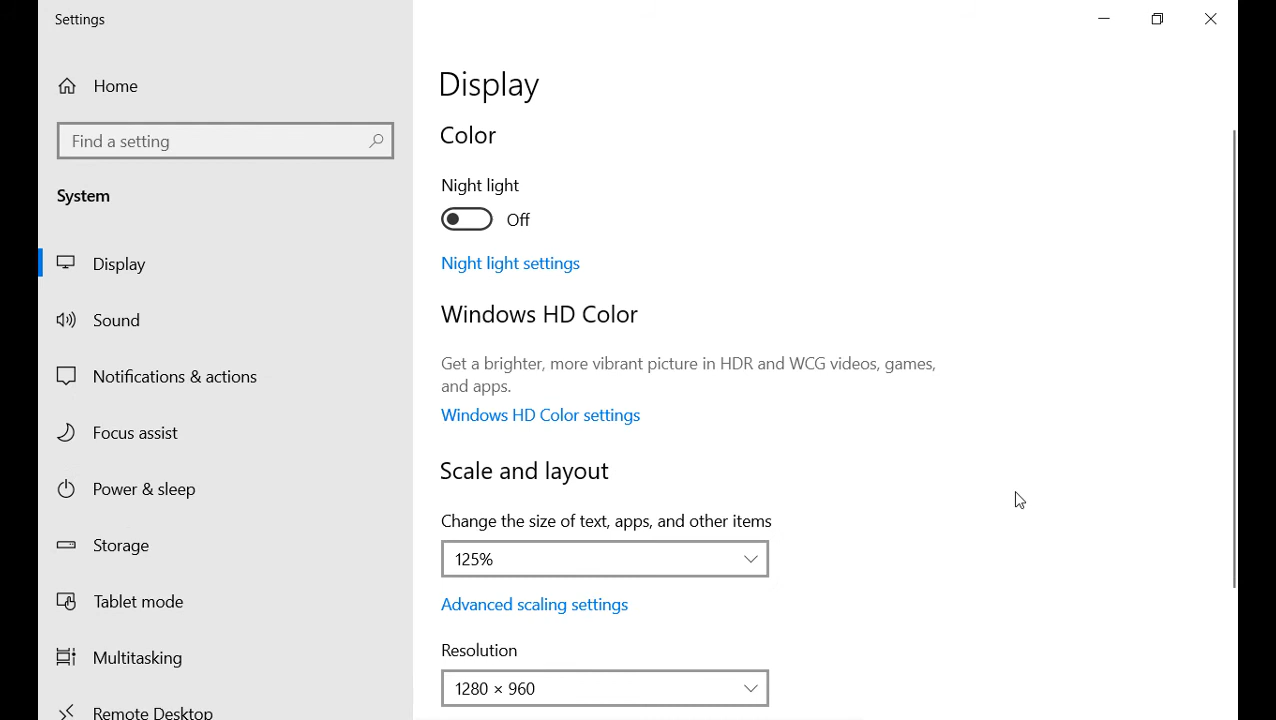 Settings
Home
Find a setting
System
Display
Sound
Notifications & actions
Focus assist
Power & sleep
Storage
Tablet mode
Multitasking
Remote Desktop
Display
Color
Night light
Off
Night light settings
Windows HD Color
Get a brighter, more vibrant picture in HDR and WCG videos, games,
and apps.
Windows HD Color settings
Scale and layout
Change the size of text, apps, and other items
125%
Advanced scaling settings
Resolution
1280 × 960